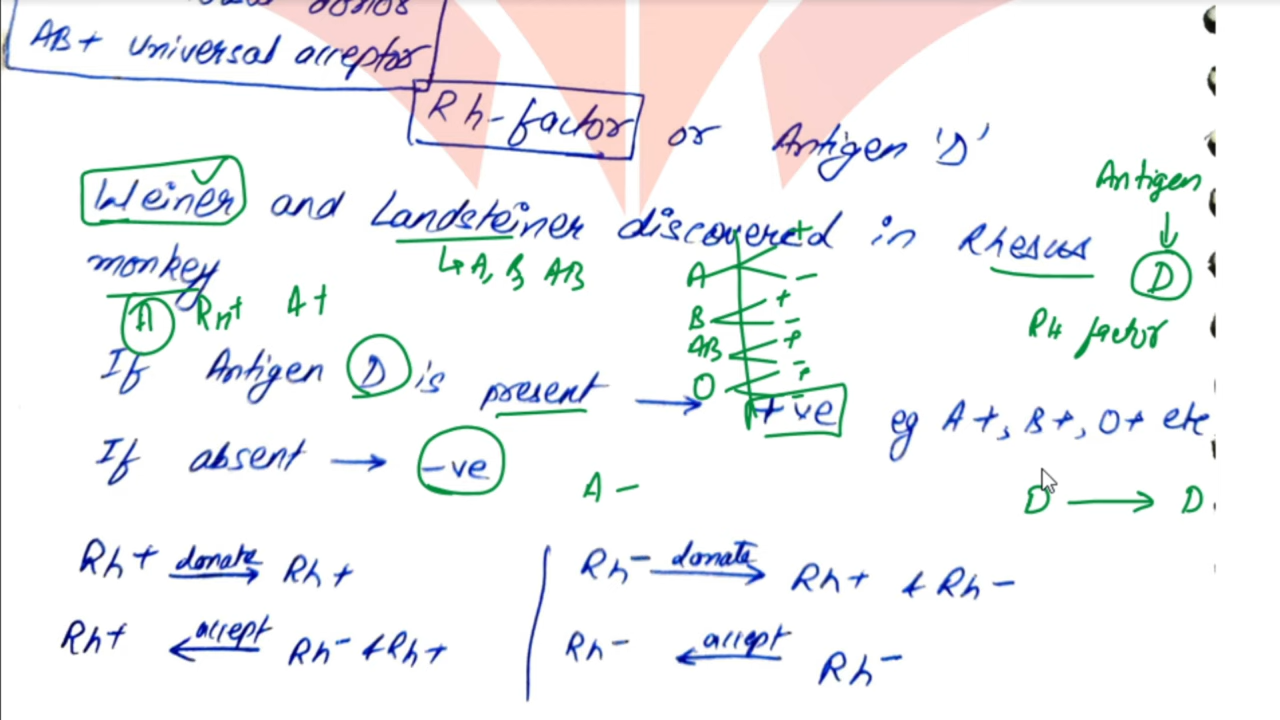 AB+ Universal acceptor
Rh-factor or Antigen 'D'
Antigen
Weiner and Landsteiner discovered in Rhesus
monkey
↳ A, B AB
A + -
B + -
AB + -
O + -
D
RH factor
A Rh+ A+
If Antigen D is present → +ve eg A+, B+, O+ etc
If absent → -ve
A -
D → D
Rh+ donate → Rh+
Rh- donate → Rh+ & Rh-
Rh+ ← accept Rh- & Rh+
Rh- ← accept Rh-